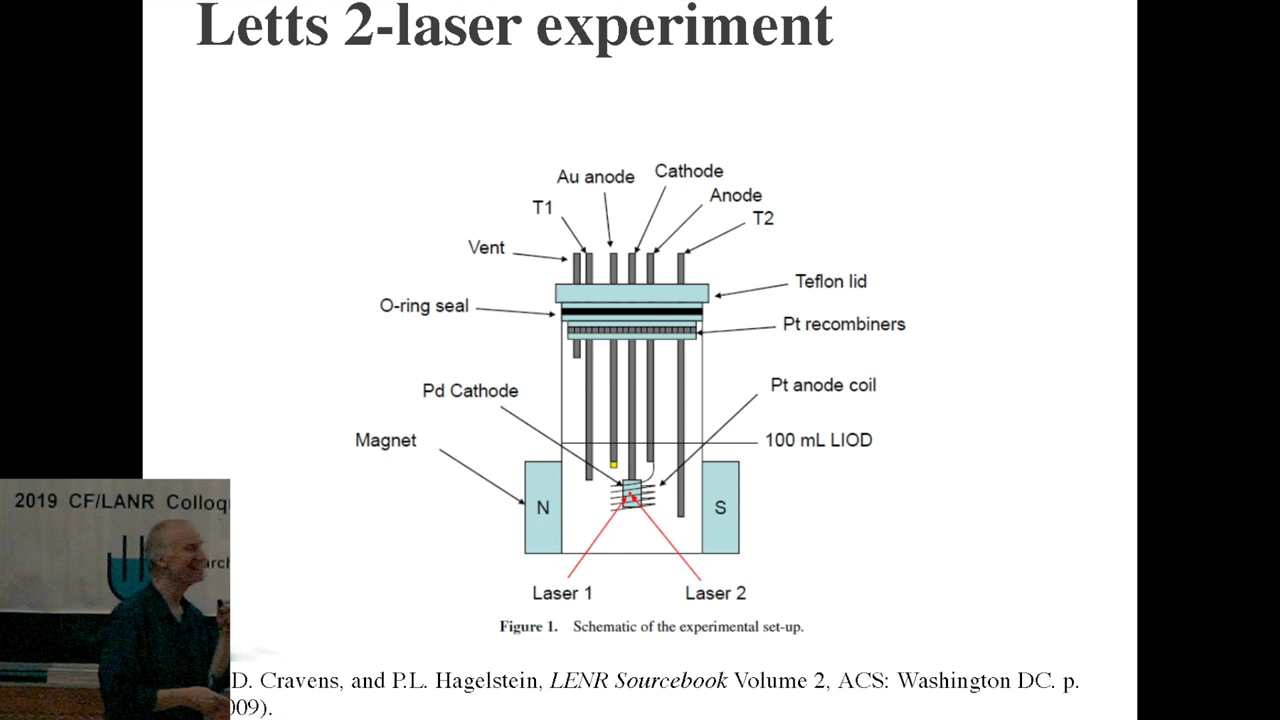 Letts 2-laser experiment
Cathode
Au anode
Anode
T1
T2
Vent
Teflon lid
O-ring seal
Pt recombiners
Pd Cathode
Pt anode coil
Magnet
100 mL LIOD
N
S
Laser 1
Laser 2
Figure 1. Schematic of the experimental set-up.
2019 CF/LANR
D. Cravens, and P.L. Hagelstein, LENR Sourcebook Volume 2, ACS: Washington DC. p.
09).